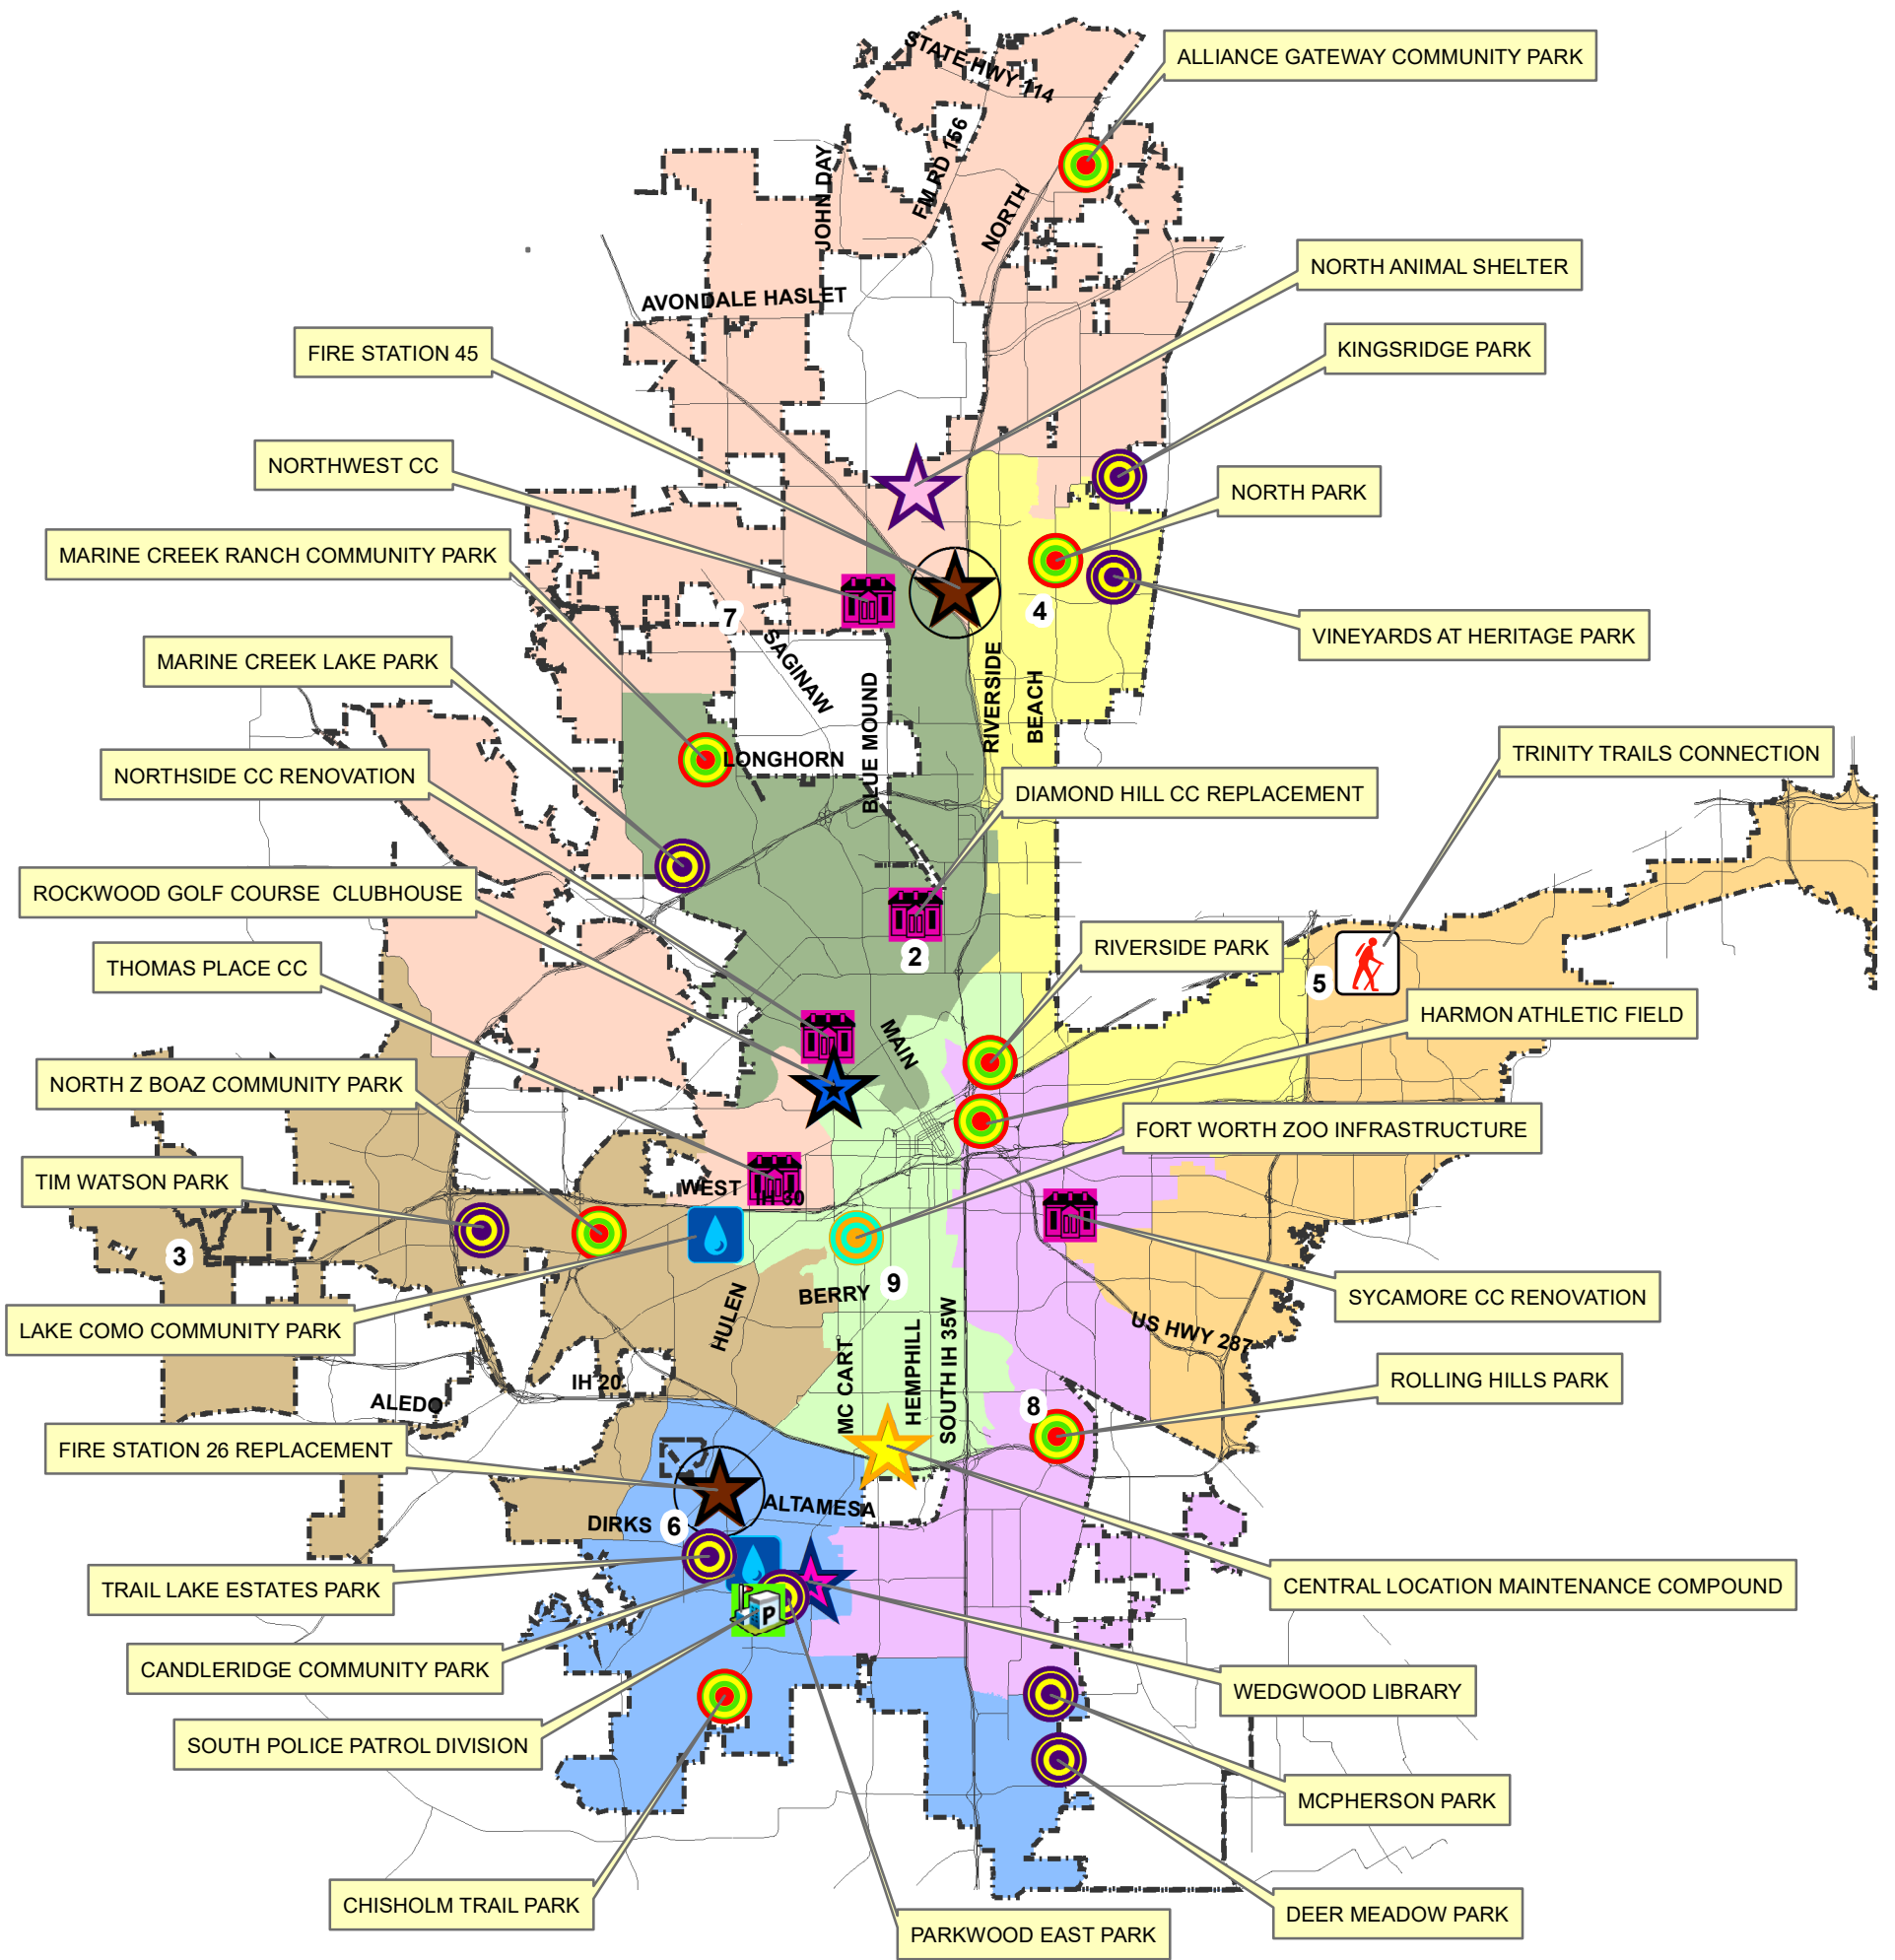 STATE HWY 114
ALLIANCE GATEWAY COMMUNITY PARK
FM RD 156
JOHN DAY
NORTH
NORTH ANIMAL SHELTER
AVONDALE HASLET
FIRE STATION 45
KINGSRIDGE PARK
NORTHWEST CC
NORTH PARK
MARINE CREEK RANCH COMMUNITY PARK
7
4
SAGINAW
VINEYARDS AT HERITAGE PARK
MARINE CREEK LAKE PARK
BLUE MOUND
RIVERSIDE
BEACH
TRINITY TRAILS CONNECTION
LONGHORN
NORTHSIDE CC RENOVATION
DIAMOND HILL CC REPLACEMENT
ROCKWOOD GOLF COURSE CLUBHOUSE
2
RIVERSIDE PARK
THOMAS PLACE CC
5
HARMON ATHLETIC FIELD
MAIN
NORTH Z BOAZ COMMUNITY PARK
FORT WORTH ZOO INFRASTRUCTURE
TIM WATSON PARK
WEST
IH 30
3
9
BERRY
SYCAMORE CC RENOVATION
LAKE COMO COMMUNITY PARK
HULEN
US HWY 287
MC CART
HEMPHILL
SOUTH IH 35W
IH 20
ROLLING HILLS PARK
ALEDO
8
FIRE STATION 26 REPLACEMENT
ALTAMESA
DIRKS
6
TRAIL LAKE ESTATES PARK
CENTRAL LOCATION MAINTENANCE COMPOUND
P
CANDLERIDGE COMMUNITY PARK
WEDGWOOD LIBRARY
SOUTH POLICE PATROL DIVISION
MCPHERSON PARK
CHISHOLM TRAIL PARK
DEER MEADOW PARK
PARKWOOD EAST PARK